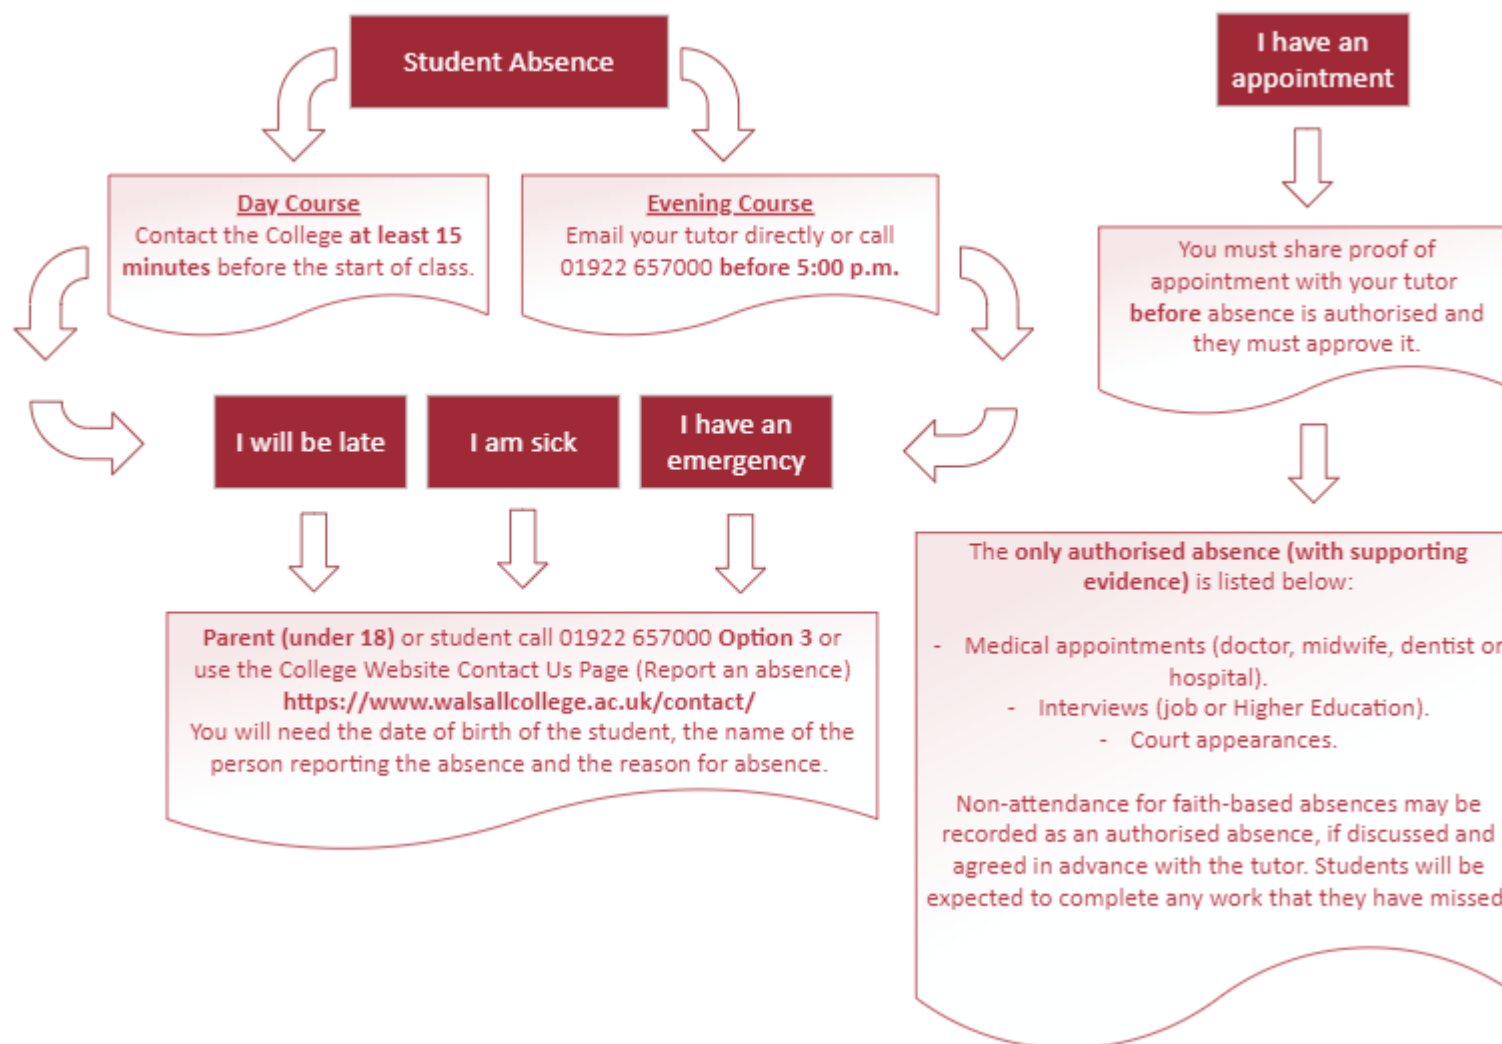 Student Absence
Day Course
Contact the College at least 15
minutes before the start of class.
Evening Course
Email your tutor directly or call
01922 657000 before 5:00 p.m.
I will be late
I am sick
I have an
emergency
Parent (under 18) or student call 01922 657000 Option 3 or
use the College Website Contact Us Page (Report an absence)
https://www.walsallcollege.ac.uk/contact/
You will need the date of birth of the student, the name of the
person reporting the absence and the reason for absence.
I have an
appointment
You must share proof of
appointment with your tutor
before absence is authorised and
they must approve it.
The only authorised absence (with supporting
evidence) is listed below:
- Medical appointments (doctor, midwife, dentist or
hospital).
- Interviews (job or Higher Education).
- Court appearances.
Non-attendance for faith-based absences may be
recorded as an authorised absence, if discussed and
agreed in advance with the tutor. Students will be
expected to complete any work that they have missed